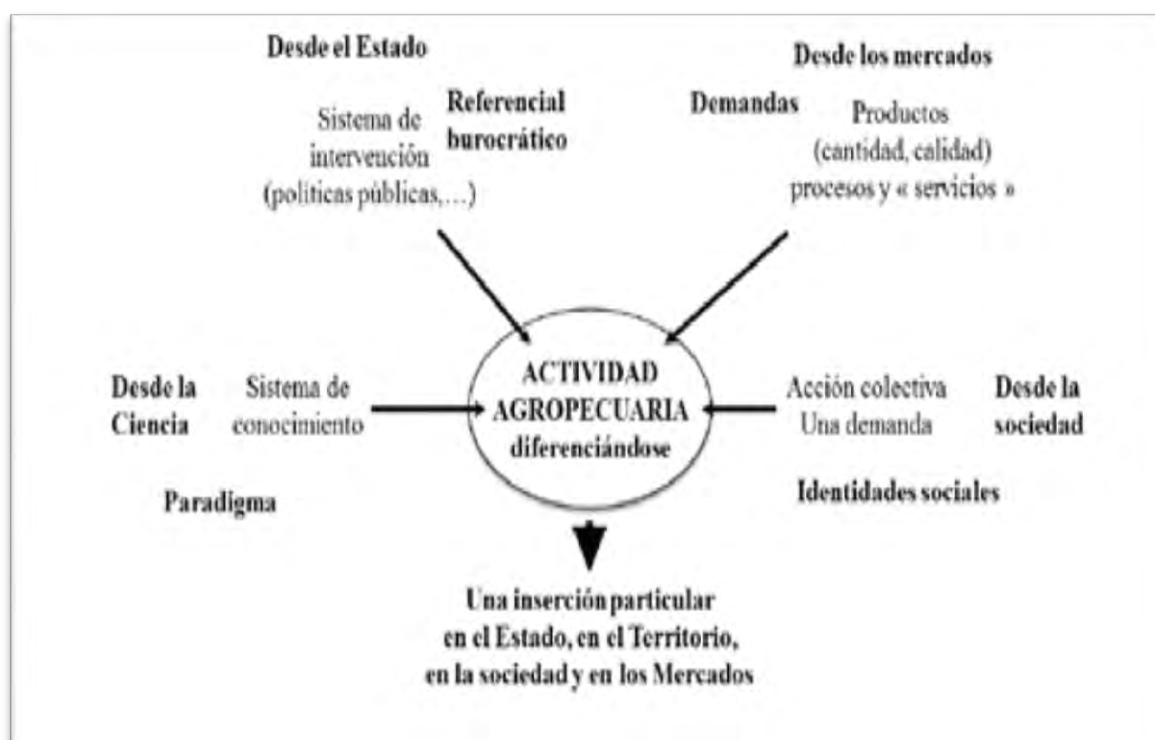 Desde el Estado
Sistema de
intervención
(políticas públicas,...)
Referencial
burocrático
Desde los mercados
Demandas
Productos
(cantidad, calidad)
procesos y « servicios »
Desde la
Ciencia
Sistema de
conocimiento
Paradigma
ACTIVIDAD
AGROPECUARIA
diferenciándose
Acción colectiva
Una demanda
Desde la
sociedad
Identidades sociales
Una inserción particular
en el Estado, en el Territorio,
en la sociedad y en los Mercados